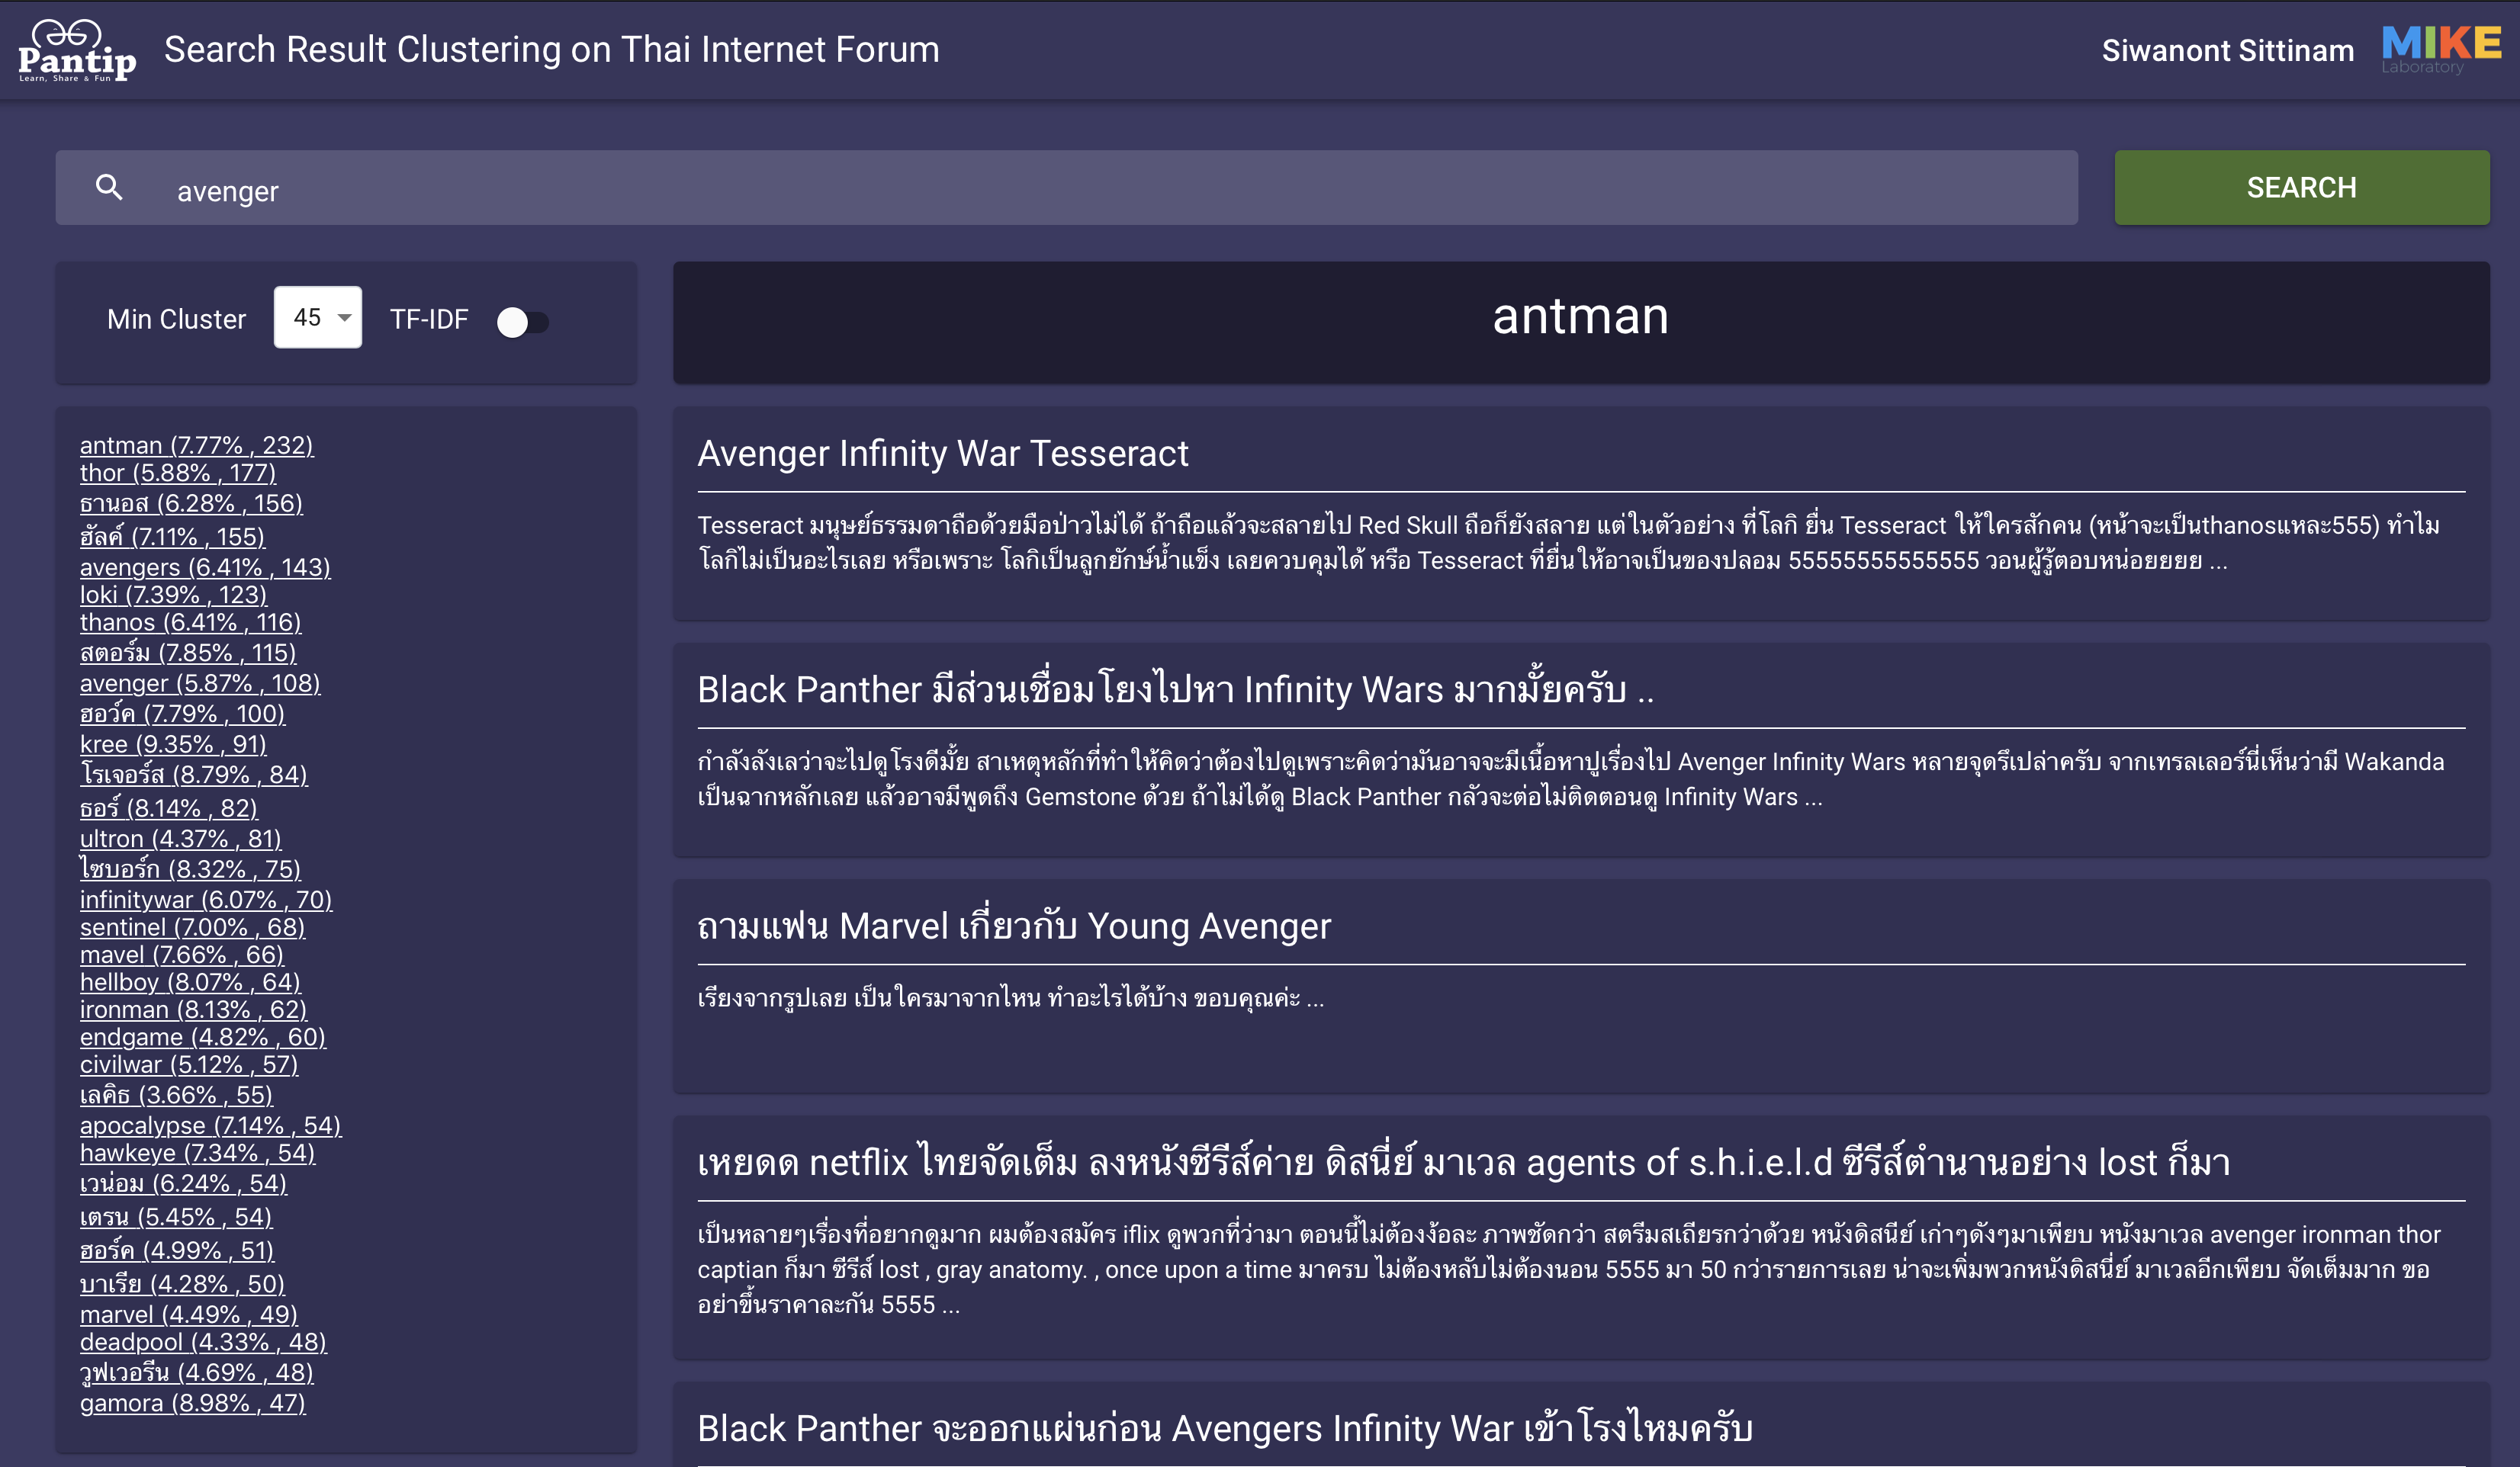 Pantip
Learn, Share & Fun
Search Result Clustering on Thai Internet Forum
Siwanont Sittinam
MIKE
Laboratory
avenger
SEARCH
Min Cluster 45 TF-IDF
antman (7.77% , 232)
thor (5.88% , 177)
ธานอส (6.28% , 156)
ฮัลค์ (7.11% , 155)
avengers (6.41% , 143)
loki (7.39% , 123)
thanos (6.41% , 116)
สตอร์ม (7.85% , 115)
avenger (5.87% , 108)
ฮอว์ค (7.79% , 100)
kree (9.35% , 91)
โรเจอร์ส (8.79% , 84)
ธอร์ (8.14% , 82)
ultron (4.37% , 81)
ไซบอร์ก (8.32% , 75)
infinitywar (6.07% , 70)
sentinel (7.00% , 68)
mavel (7.66% , 66)
hellboy (8.07% , 64)
ironman (8.13% , 62)
endgame (4.82% , 60)
civilwar (5.12% , 57)
เลคิธ (3.66% , 55)
apocalypse (7.14% , 54)
hawkeye (7.34% , 54)
เวน่อม (6.24% , 54)
เตรน (5.45% , 54)
ฮอร์ค (4.99% , 51)
บาเรีย (4.28% , 50)
marvel (4.49% , 49)
deadpool (4.33% , 48)
วูฟเวอรีน (4.69% , 48)
gamora (8.98% , 47)
antman
Avenger Infinity War Tesseract
Tesseract มนุษย์ธรรมดาถือด้วยมือป่าวไม่ได้ ถ้าถือแล้วจะสลายไป Red Skull ถือก็ยังสลาย แต่ในตัวอย่าง ที่โลกิ ยื่น Tesseract ให้ใครสักคน (หน้าจะเป็นthanosแหละ555) ทำไม
โลกิไม่เป็นอะไรเลย หรือเพราะ โลกิเป็นลูกยักษ์น้ำแข็ง เลยควบคุมได้ หรือ Tesseract ที่ยื่นให้อาจเป็นของปลอม 55555555555555 วอนผู้รู้ตอบหน่อยยยย ...
Black Panther มีส่วนเชื่อมโยงไปหา Infinity Wars มากมั้ยครับ ..
กำลังลังเลว่าจะไปดูโรงดีมั้ย สาเหตุหลักที่ทำให้คิดว่าต้องไปดูเพราะคิดว่ามันอาจจะมีเนื้อหาปูเรื่องไป Avenger Infinity Wars หลายจุดรึเปล่าครับ จากเทรลเลอร์นี่เห็นว่ามี Wakanda
เป็นฉากหลักเลย แล้วอาจมีพูดถึง Gemstone ด้วย ถ้าไม่ได้ดู Black Panther กลัวจะต่อไม่ติดตอนดู Infinity Wars ...
ถามแฟน Marvel เกี่ยวกับ Young Avenger
เรียงจากรูปเลย เป็นใครมาจากไหน ทำอะไรได้บ้าง ขอบคุณค่ะ ...
เหยดด netflix ไทยจัดเต็ม ลงหนังซีรีส์ค่าย ดิสนี่ย์ มาเวล agents of s.h.i.e.l.d ซีรีส์ตำนานอย่าง lost ก็มา
เป็นหลายๆเรื่องที่อยากดูมาก ผมต้องสมัคร iflix ดูพวกที่ว่ามา ตอนนี้ไม่ต้องง้อละ ภาพชัดกว่า สตรีมสเถียรกว่าด้วย หนังดิสนีย์ เก่าๆดังๆมาเพียบ หนังมาเวล avenger ironman thor
captian ก็มา ซีรีส์ lost , gray anatomy. , once upon a time มาครบ ไม่ต้องหลับไม่ต้องนอน 5555 มา 50 กว่ารายการเลย น่าจะเพิ่มพวกหนังดิสนี่ย์ มาเวลอีกเพียบ จัดเต็มมาก ขอ
อย่าขึ้นราคาละกัน 5555 ...
Black Panther จะออกแผ่นก่อน Avengers Infinity War เข้าโรงไหมครับ